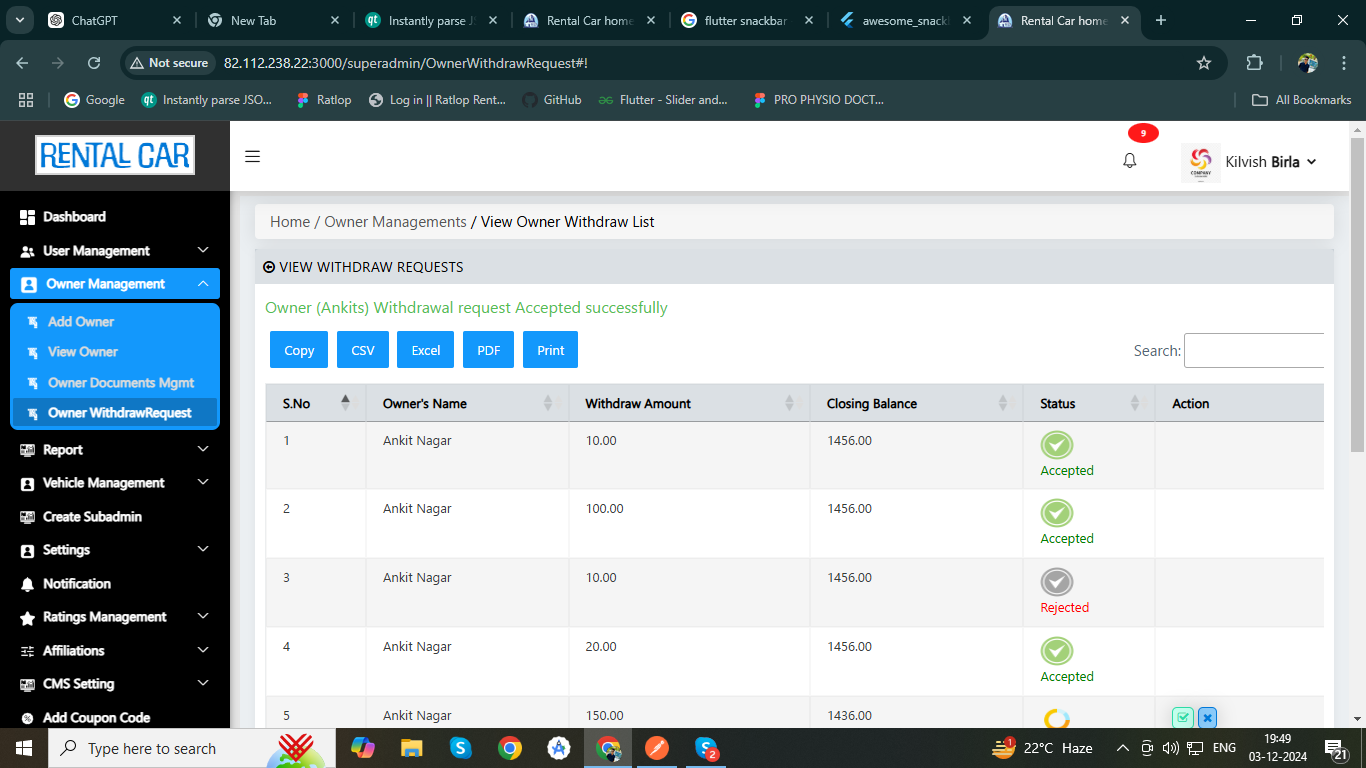 ChatGPT
New Tab
Instantly parse JS
Rental Car home
flutter snackbar
awesome_snackl
Rental Car home
Not secure 82.112.238.22:3000/superadmin/OwnerWithdrawRequest#!
Google
Instantly parse JSO...
Ratlop
Log in || Ratlop Rent...
GitHub
Flutter - Slider and...
PRO PHYSIO DOCT...
All Bookmarks
RENTAL CAR
9
COMPANY
Kilvish Birla
Dashboard
User Management
Owner Management
Add Owner
View Owner
Owner Documents Mgmt
Owner WithdrawRequest
Report
Vehicle Management
Create Subadmin
Settings
Notification
Ratings Management
Affiliations
CMS Setting
Add Coupon Code
Home / Owner Managements / View Owner Withdraw List
VIEW WITHDRAW REQUESTS
Owner (Ankits) Withdrawal request Accepted successfully
Copy CSV Excel PDF Print
Search:
S.No Owner's Name Withdraw Amount Closing Balance Status Action
1 Ankit Nagar 10.00 1456.00 Accepted
2 Ankit Nagar 100.00 1456.00 Accepted
3 Ankit Nagar 10.00 1456.00 Rejected
4 Ankit Nagar 20.00 1456.00 Accepted
5 Ankit Nagar 150.00 1436.00
Type here to search
1
2
22°C Haze
ENG
19:49
03-12-2024
21